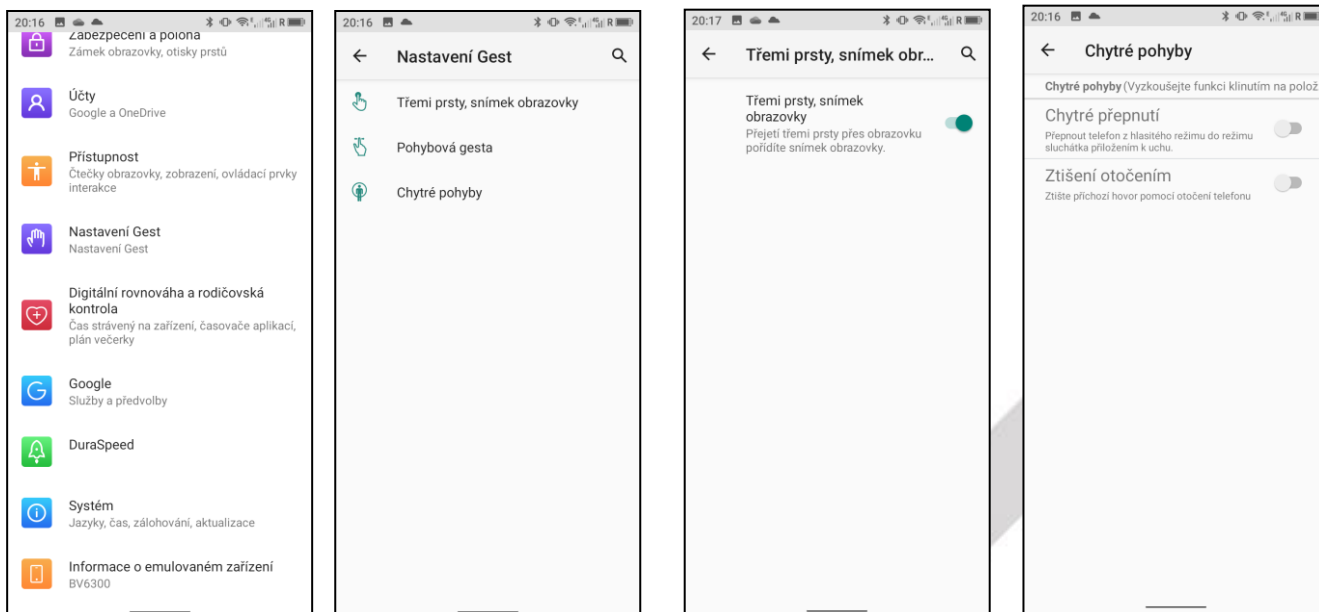 20:16
Zabezpečení a poloha
Zámek obrazovky, otisky prstů
Účty
Google a OneDrive
Přístupnost
Čtečky obrazovky, zobrazení, ovládací prvky
interakce
Nastavení Gest
Nastavení Gest
Digitální rovnováha a rodičovská
kontrola
Čas strávený na zařízení, časovače aplikací,
plán večerky
Google
Služby a předvolby
DuraSpeed
Systém
Jazyky, čas, zálohování, aktualizace
Informace o emulovaném zařízení
BV6300
20:16
Nastavení Gest
Třemi prsty, snímek obrazovky
Pohybová gesta
Chytré pohyby
20:17
Třemi prsty, snímek obr...
Třemi prsty, snímek
obrazovky
Přejetí třemi prsty přes obrazovku
pořídíte snímek obrazovky.
20:16
Chytré pohyby
Chytré pohyby (Vyzkoušejte funkci klinutím na polož
Chytré přepnutí
Přepnout telefon z hlasitého režimu do režimu
sluchátka přiložením k uchu.
Ztišení otočením
Ztište příchozí hovor pomocí otočení telefonu